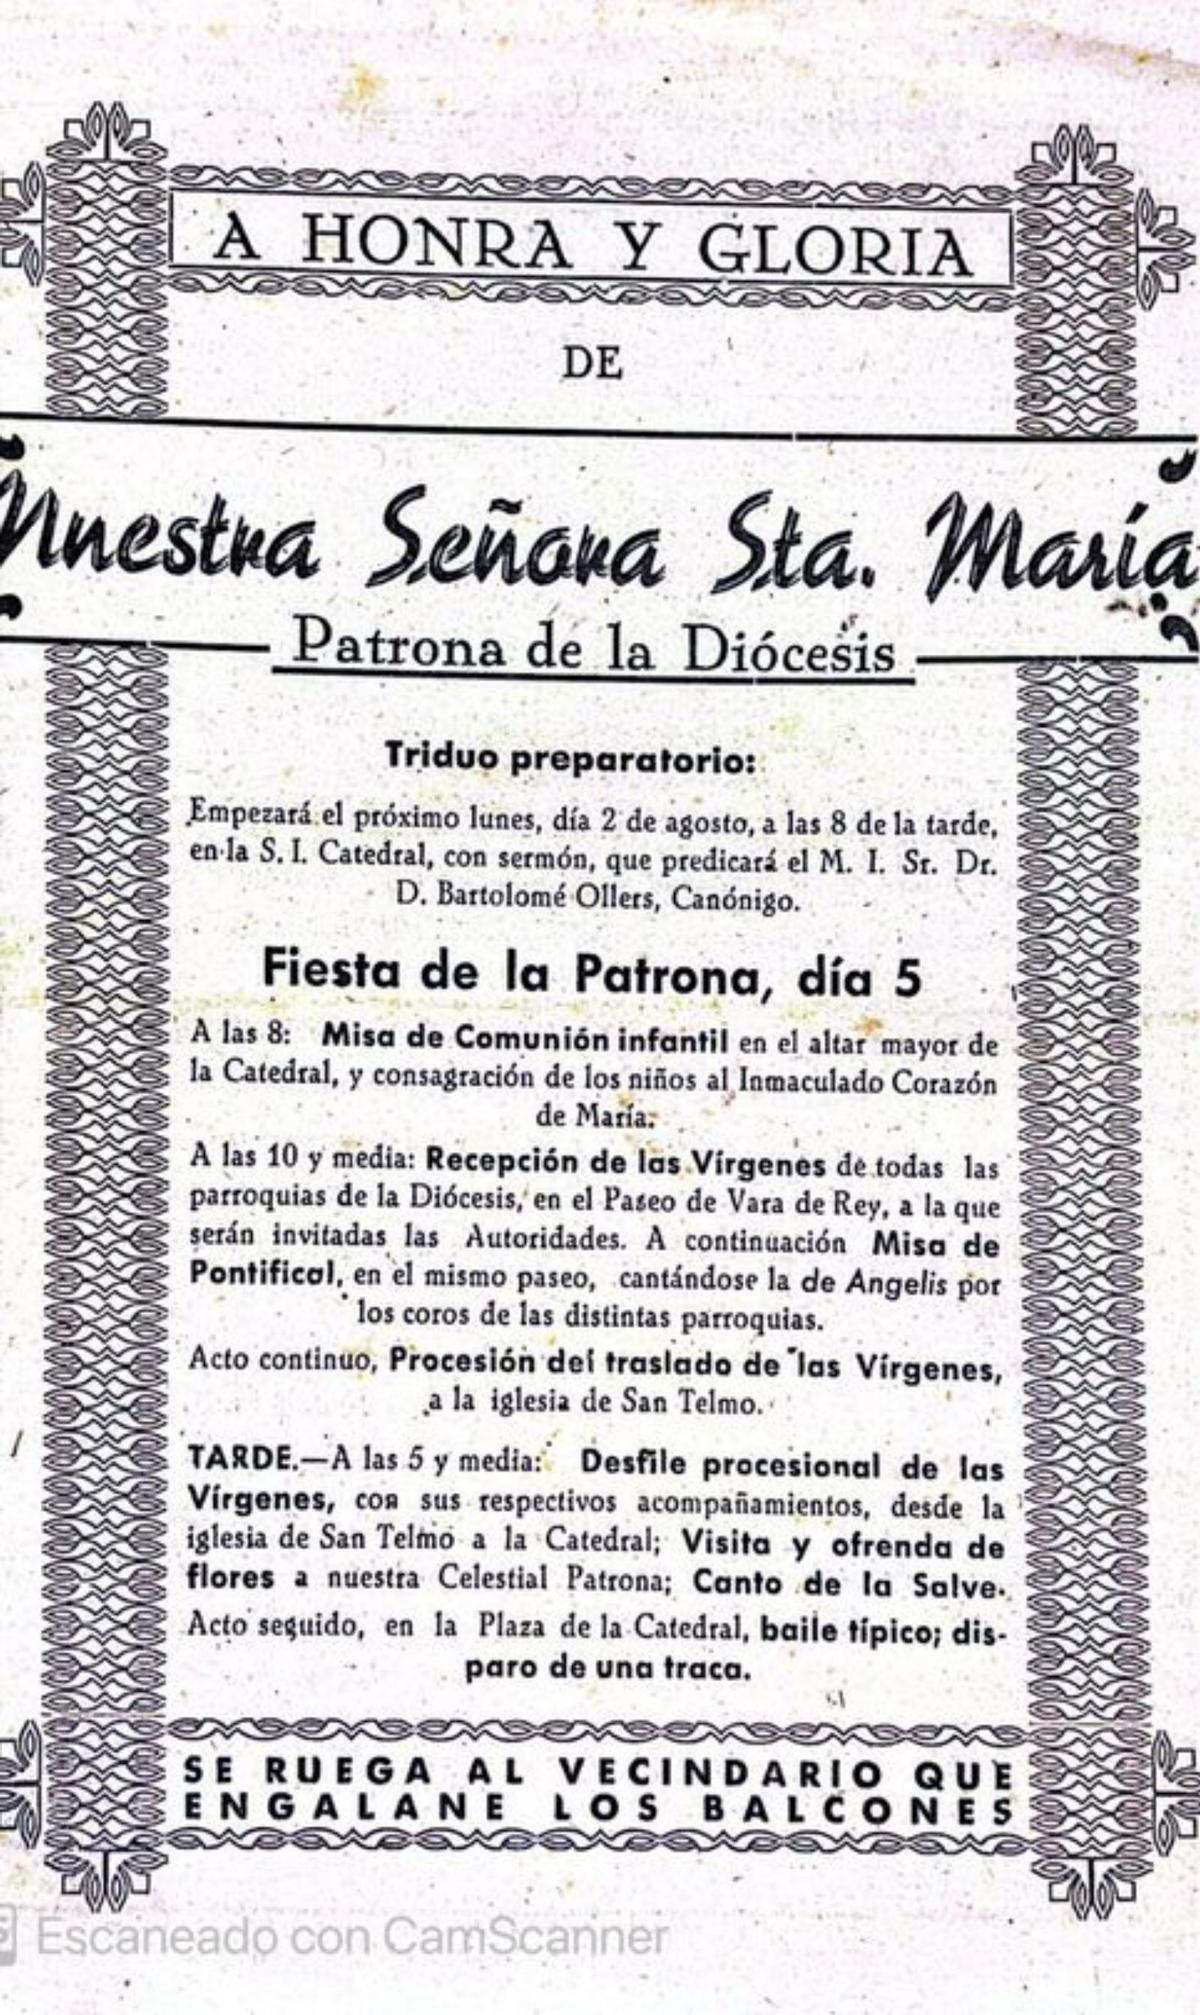 A HONRA Y GLORIA
DE
Nuestra Señora Sta. María
Patrona de la Diócesis
Triduo preparatorio:
Empezará el próximo lunes, día 2 de agosto, a las 8 de la tarde,
en la S. I. Catedral, con sermón, que predicará el M. I. Sr. Dr.
D. Bartolomé Ollers, Canónigo.
Fiesta de la Patrona, día 5
A las 8: Misa de Comunión infantil en el altar mayor de
la Catedral, y consagración de los niños al Inmaculado Corazón
de María.
A las 10 y media: Recepción de las Vírgenes de todas las
parroquias de la Diócesis, en el Paseo de Vara de Rey, a la que
serán invitadas las Autoridades. A continuación Misa de
Pontifical, en el mismo paseo, cantándose la de Angelis por
los coros de las distintas parroquias.
Acto continuo, Procesión del traslado de las Vírgenes,
a la iglesia de San Telmo.
TARDE.—A las 5 y media: Desfile procesional de las
Vírgenes, con sus respectivos acompañamientos, desde la
iglesia de San Telmo a la Catedral; Visita y ofrenda de
flores a nuestra Celestial Patrona; Canto de la Salve.
Acto seguido, en la Plaza de la Catedral, baile típico; dis-
paro de una traca.
SE RUEGA AL VECINDARIO QUE
ENGALANE LOS BALCONES
Escaneado con CamScanner